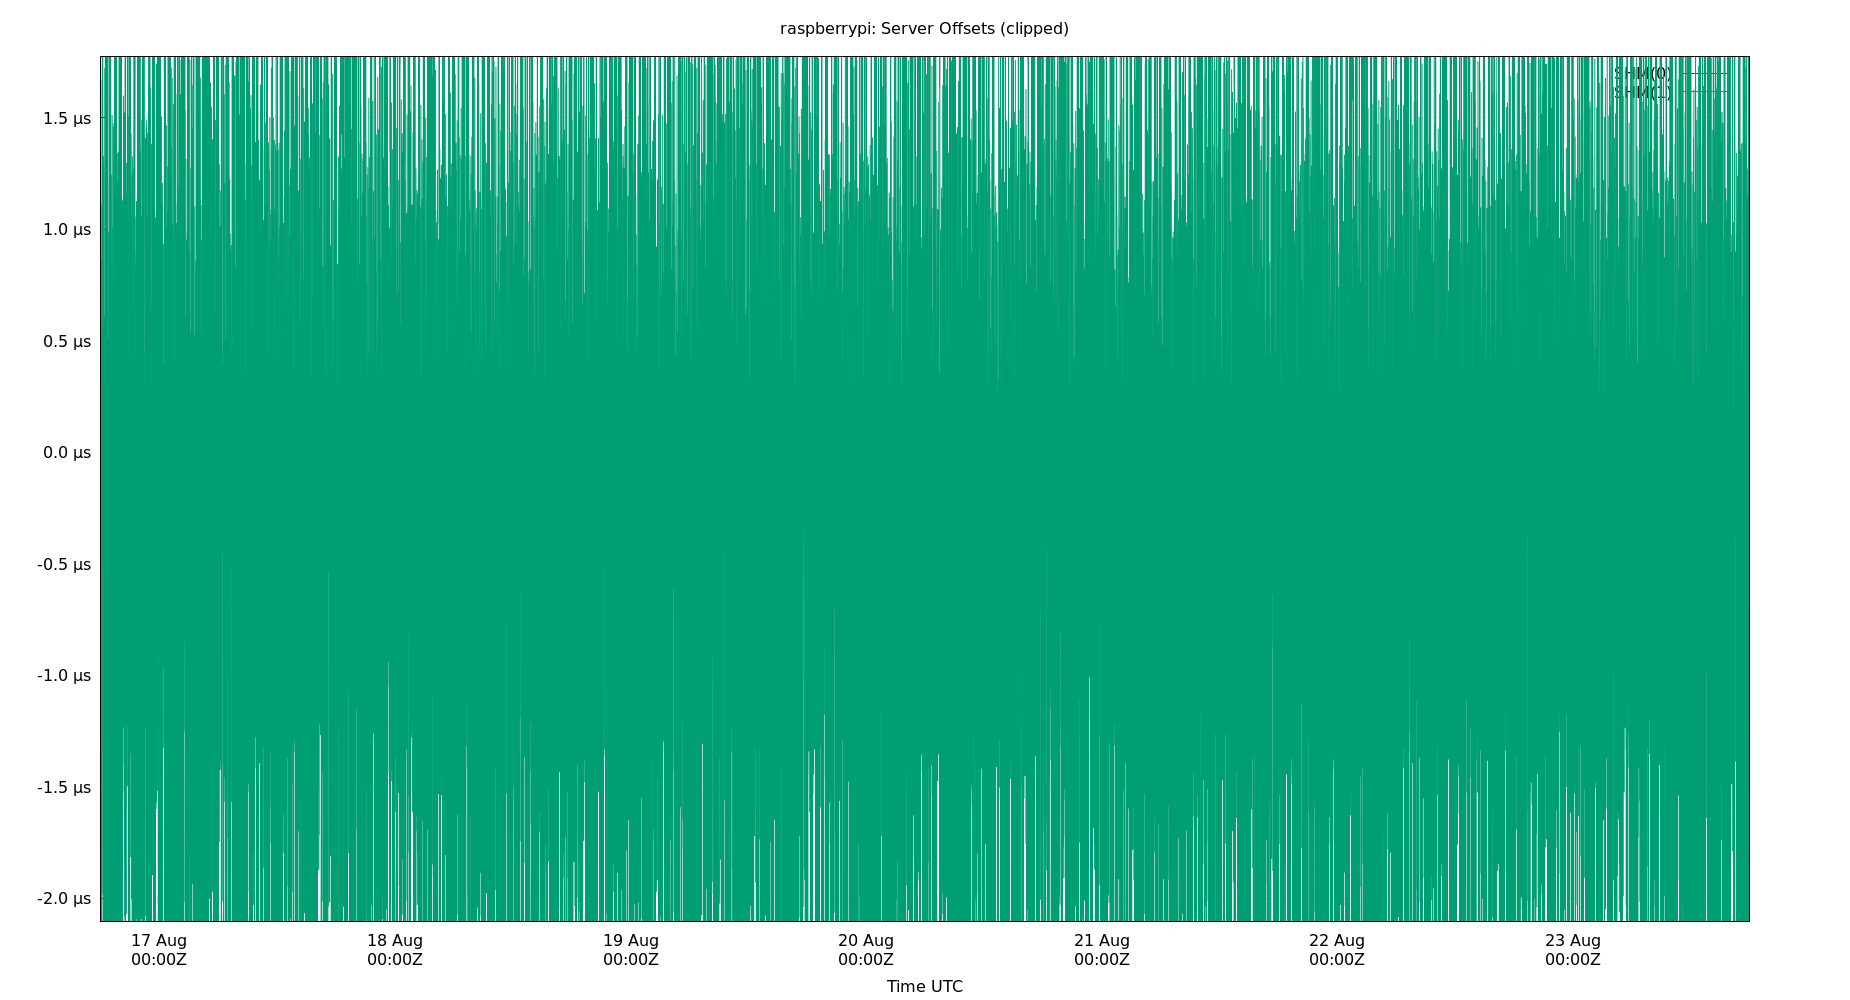 raspberrypi: Server Offsets (clipped)
SHM(0)
SHM(1)
1.5 µs
1.0 µs
0.5 µs
0.0 µs
-0.5 µs
-1.0 µs
-1.5 µs
-2.0 µs
17 Aug 18 Aug 19 Aug 20 Aug 21 Aug 22 Aug 23 Aug
00:00Z 00:00Z 00:00Z 00:00Z 00:00Z 00:00Z 00:00Z
Time UTC